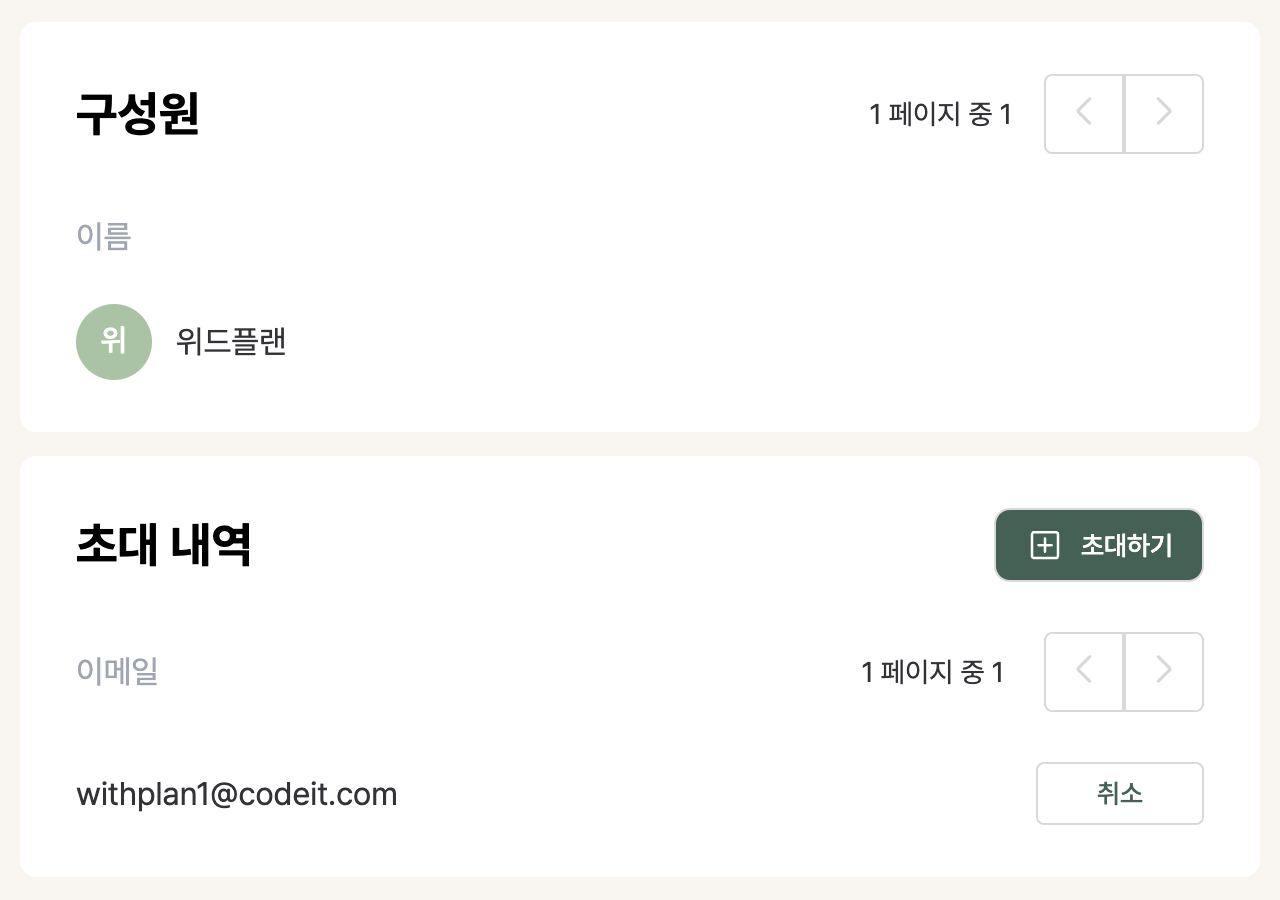 구성원
1 페이지 중 1
이름
위
위드플랜
초대 내역
초대하기
이메일
1 페이지 중 1
withplan1@codeit.com
취소